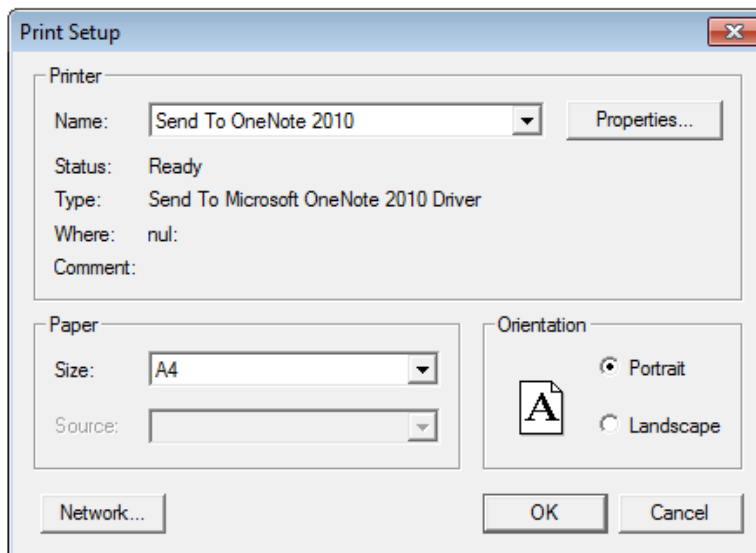 Print Setup
Printer
Name: Send To OneNote 2010 Properties...
Status: Ready
Type: Send To Microsoft OneNote 2010 Driver
Where: nul:
Comment:
Paper
Size: A4
Source:
Orientation
A
Portrait
Landscape
Network... OK Cancel